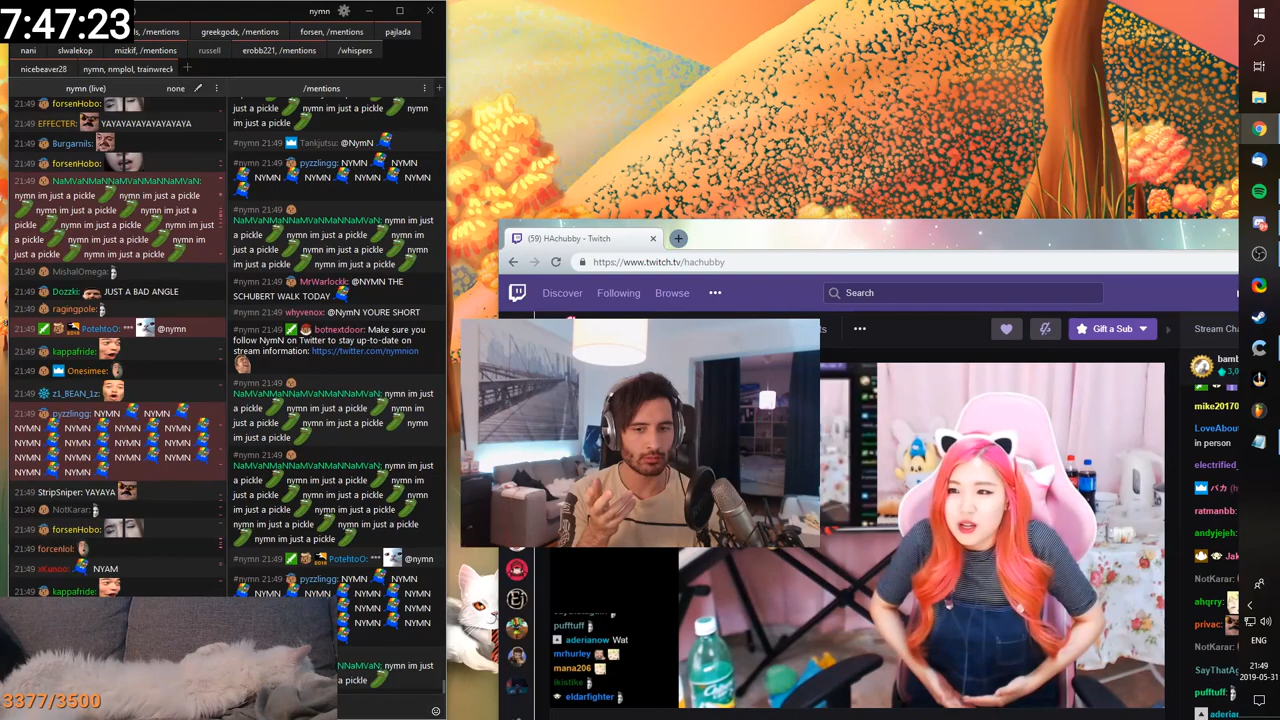 7:47:23
nymn
ds, /mentions
greekgodx, /mentions
forsen, /mentions
pajlada
nani
slwalekop
mizkif, /mentions
russell
erobb221, /mentions
/whispers
nicebeaver28
nymn, nmplol, trainwreck
nymn (live)
none
21:49 forsenHobo:
21:49 EFFECTER: YAYAYAYAYAYAYAYA
21:49 Burgarnils:
21:49 forsenHobo:
21:49 NaMVaNMaNNaMVaNMaNNaMVaN:
nymn im just a pickle nymn im just a
pickle nymn im just a pickle
nymn im just a pickle nymn im just a
pickle nymn im just a pickle nymn im
just a pickle nymn im just a pickle
21:49 MishalOmega:
21:49 Dozzki: JUST A BAD ANGLE
21:49 ragingpole:
21:49 PotehtoO: *** @nymn
21:49 kappafride:
21:49 Onesimee:
21:49 z1_BEAN_1z:
21:49 pyzzlingg: NYMN NYMN
NYMN NYMN NYMN NYMN
NYMN NYMN NYMN NYMN
NYMN NYMN NYMN NYMN
NYMN NYMN
21:49 StripSniper: YAYAYA
21:49 NotKarar:
21:49 forsenHobo:
21:49 forcenlol:
21:49 xKunoo: NYAM
21:49 kappafride:
3377/3500
/mentions
just a pickle nymn im just a
pickle nymn im just a pickle nymn
im just a pickle
#nymn 21:49 Tankjutsu: @NymN
#nymn 21:49 pyzzlingg: NYMN NYMN
NYMN NYMN NYMN NYMN
#nymn 21:49
NaMVaNMaNNaMVaNMaNNaMVaN: nymn im just
a pickle nymn im just a pickle
nymn im just a pickle nymn im just a
pickle nymn im just a pickle nymn
im just a pickle nymn im just a pickle
#nymn 21:49 MrWarlockk: @NYMN THE
SCHUBERT WALK TODAY
#nymn 21:49 whyvenox: @NymN YOURE SHORT
#nymn 21:49 botnextdoor: Make sure you
follow NymN on Twitter to stay up-to-date on
stream information: https://twitter.com/nymnion
#nymn 21:49
NaMVaNMaNNaMVaNMaNNaMVaN: nymn im just
a pickle nymn im just a pickle
nymn im just a pickle nymn im just a
pickle nymn im just a pickle
#nymn 21:49
NaMVaNMaNNaMVaNMaNNaMVaN: nymn im just
a pickle nymn im just a pickle
nymn im just a pickle nymn im just a
pickle nymn im just a pickle
nymn im just a pickle nymn im just a pickle
nymn im just a pickle
#nymn 21:49 PotehtoO: *** @nymn
#nymn 21:49 pyzzlingg: NYMN NYMN
NYMN NYMN NYMN NYMN
NYMN NYMN
NYMN NYMN
NYMN NYMN
NNaMVaN: nymn im just
a pickle
(59) HAchubby - Twitch
https://www.twitch.tv/hachubby
Discover
Following
Browse
Search
Gift a Sub
Stream Cha
bamb
3,0
mike20170
LoveAbou
in person
electrified_
バカ (h
ratmanbb:
andyjejeh:
Jak
NotKarar:
ahqrry:
privac:
NotKarar:
SayThatAg
pufftuff:
aderian
pufftuff
aderianow Wat
mrhurley
mana206
ikistike
eldarfighter
ENG
21:49
2019-05-31